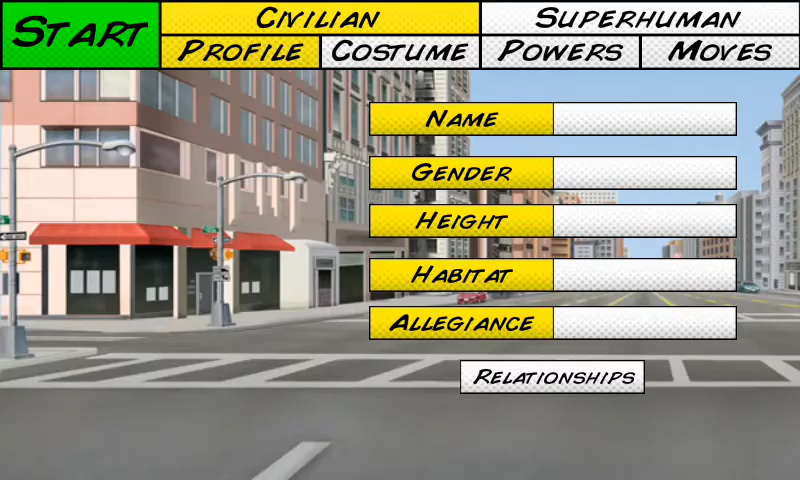 START
CIVILIAN
SUPERHUMAN
PROFILE
COSTUME
POWERS
MOVES
NAME
GENDER
HEIGHT
HABITAT
ALLEGIANCE
RELATIONSHIPS